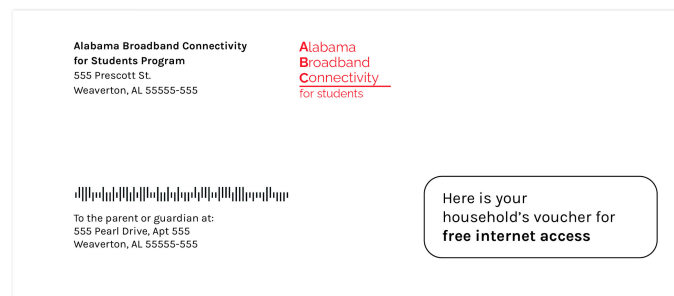 Alabama Broadband Connectivity
for Students Program
555 Prescott St.
Weaverton, AL 55555-555
Alabama
Broadband
Connectivity
for students
To the parent or guardian at:
555 Pearl Drive, Apt 555
Weaverton, AL 55555-555
Here is your
household's voucher for
free internet access